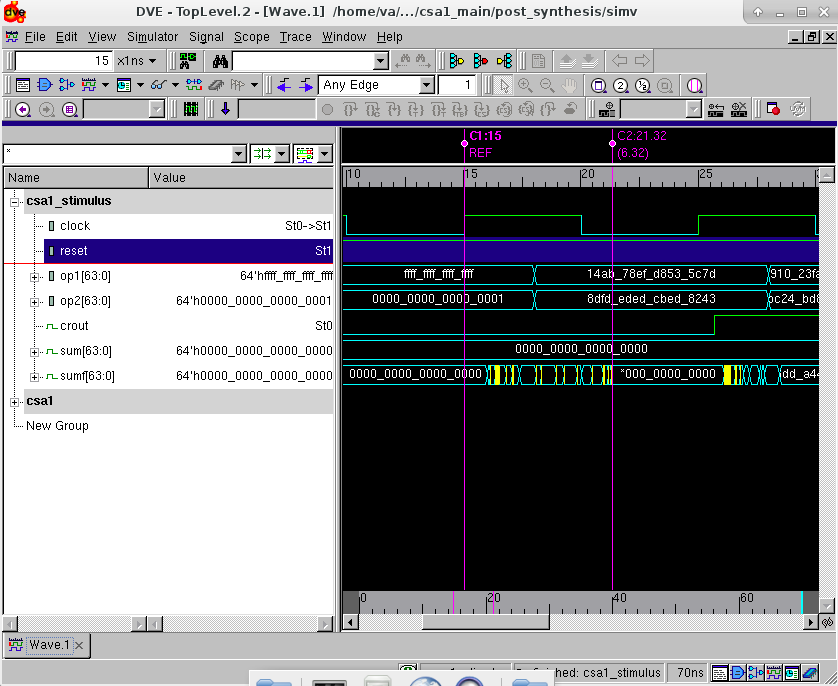 DVE - TopLevel.2 - [Wave.1] /home/va/.../csa1_main/post_synthesis/simv
File Edit View Simulator Signal Scope Trace Window Help
15 x1ns
Any Edge 1
*
C1:15 C2:21.32
REF (6.32)
Name Value
10 15 20 25
csa1_stimulus
clock St0->St1
reset St1
op1[63:0] 64'hffff_ffff_ffff_ffff ffff_ffff_ffff_ffff 14ab_78ef_d853_5c7d 910_23fa
op2[63:0] 64'h0000_0000_0000_0001 0000_0000_0000_0001 8dfd_eded_cbed_8243 bc24_bd8
crout St0
sum[63:0] 64'h0000_0000_0000_0000 0000_0000_0000_0000
sumf[63:0] 64'h0000_0000_0000_0000 0000_0000_0000_0000 *000_0000_0000 dd_a44
csa1
New Group
0 20 40 60
Wave.1
csa1_stimulus 70ns